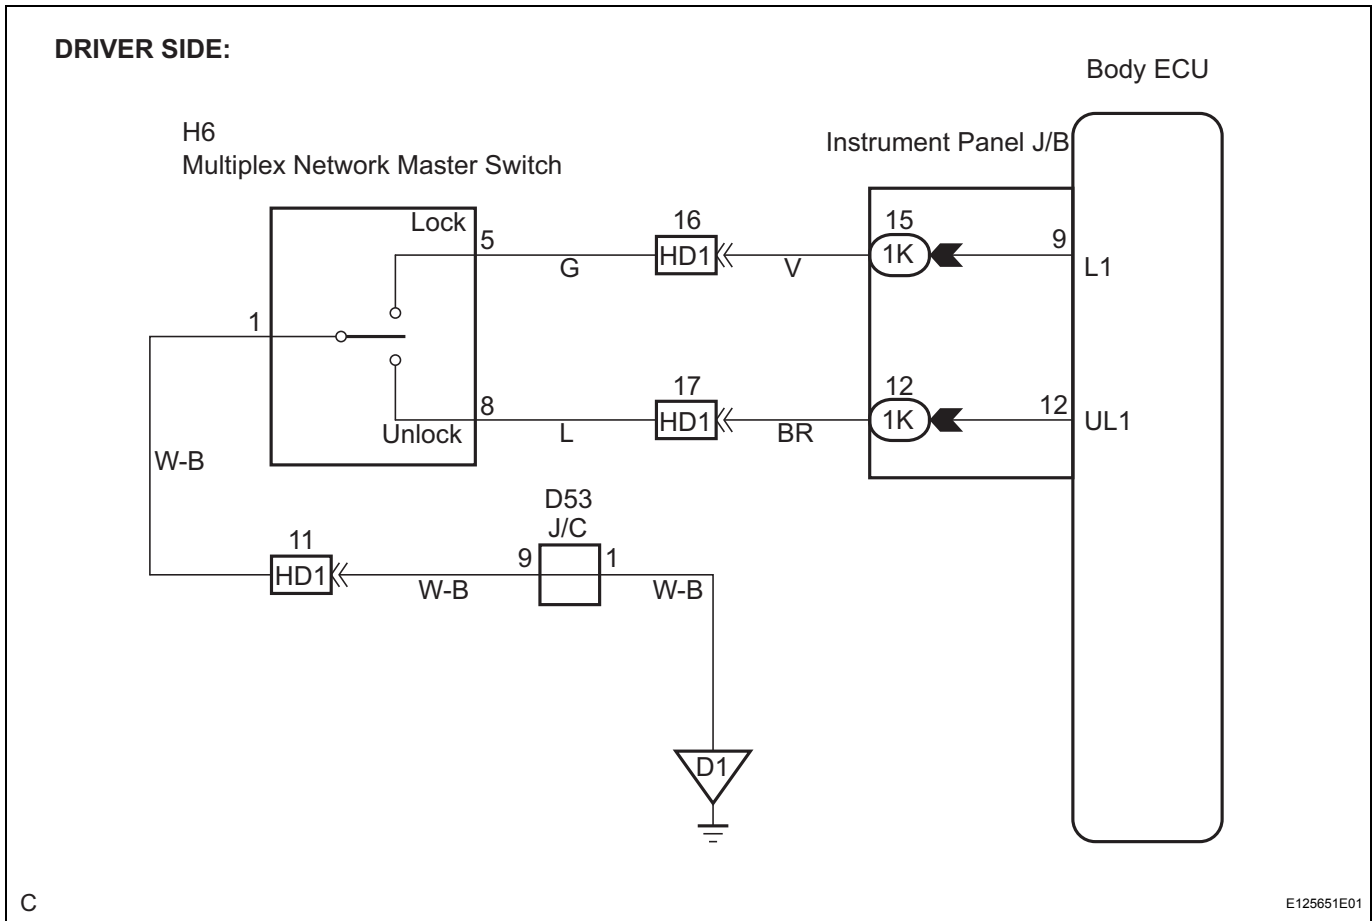 DRIVER SIDE:
Body ECU
H6
Multiplex Network Master Switch
Instrument Panel J/B
Lock
5
G
16
HD1
V
15
1K
9
L1
1
8
Unlock
L
17
HD1
BR
12
1K
12
UL1
W-B
11
HD1
W-B
D53
J/C
9
1
W-B
D1
C
E125651E01